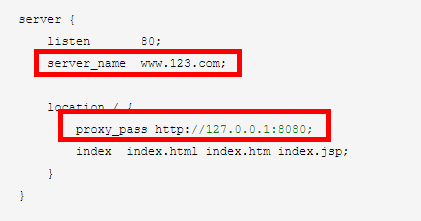 server {
listen 80;
server_name www.123.com;
location / {
proxy_pass http://127.0.0.1:8080;
index index.html index.htm index.jsp;
}
}